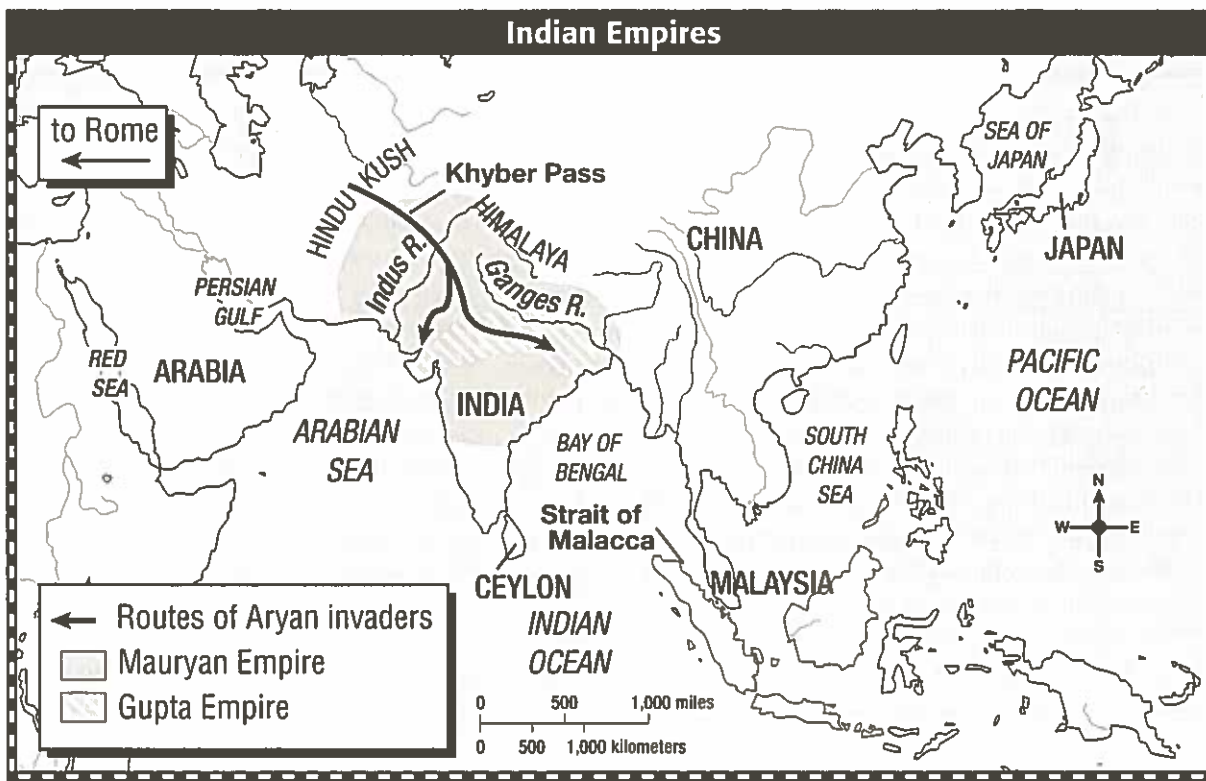 Indian Empires
to Rome
HINDU KUSH
Khyber Pass
HIMALAYA
Indus R.
Ganges R.
CHINA
SEA OF
JAPAN
JAPAN
PERSIAN
GULF
RED
SEA
ARABIA
ARABIAN
SEA
INDIA
BAY OF
BENGAL
PACIFIC
OCEAN
SOUTH
CHINA
SEA
Strait of
Malacca
CEYLON
MALAYSIA
INDIAN
OCEAN
N
W
E
S
Routes of Aryan invaders
Mauryan Empire
Gupta Empire
0 500 1,000 miles
0 500 1,000 kilometers